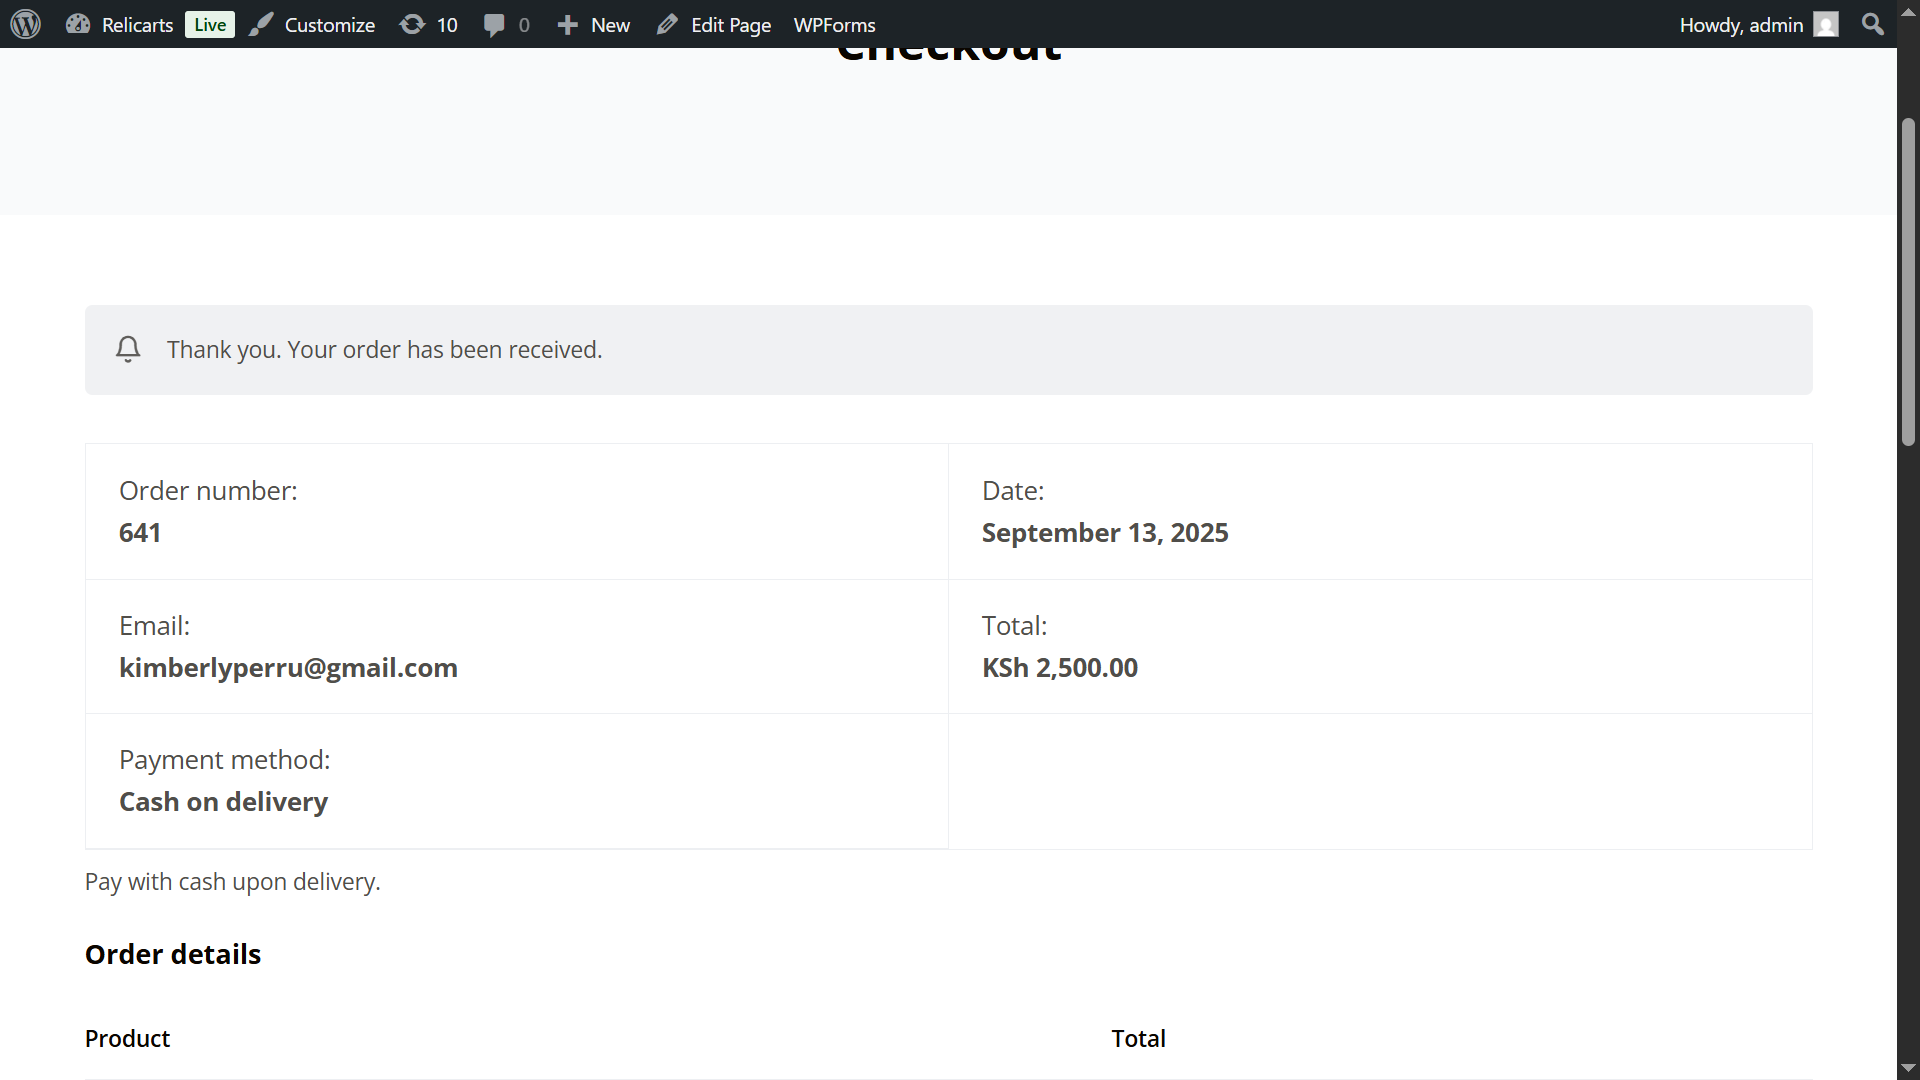 Relicarts Live Customize 10 0 New Edit Page WPForms Howdy, admin
Checkout
Thank you. Your order has been received.
Order number:
641
Date:
September 13, 2025
Email:
kimberlyperru@gmail.com
Total:
KSh 2,500.00
Payment method:
Cash on delivery
Pay with cash upon delivery.
Order details
Product Total